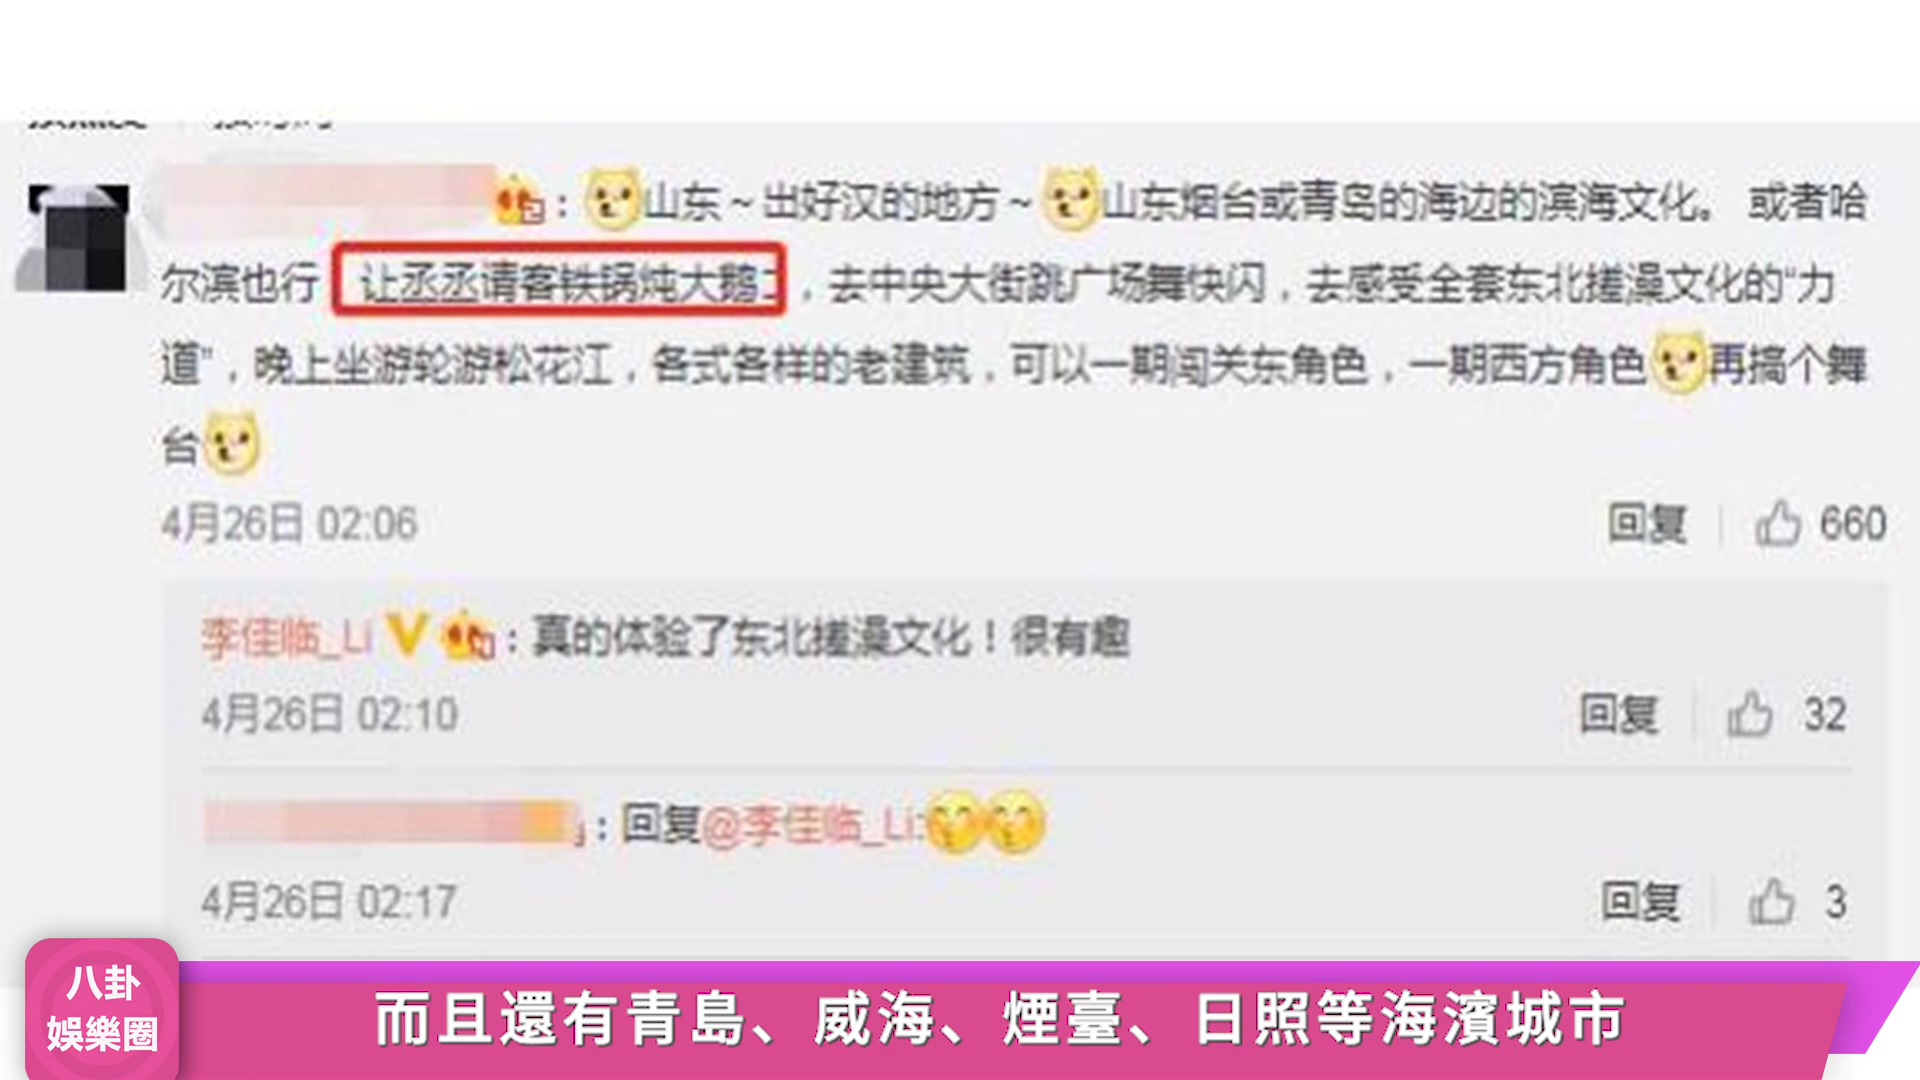 ：山东～出好汉的地方～山东烟台或青岛的海边的滨海文化。 或者哈
尔滨也行 让丞丞请客铁锅炖大鹅，去中央大街跳广场舞快闪，去感受全套东北搓澡文化的“力
道”，晚上坐游轮游松花江，各式各样的老建筑，可以一期闯关东角色，一期西方角色再搞个舞
台
4月26日 02:06 回复 660
李佳临_Li V：真的体验了东北搓澡文化！很有趣
4月26日 02:10 回复 32
：回复@李佳临_Li:
4月26日 02:17 回复 3
八卦
娛樂圈
而且還有青島、威海、煙臺、日照等海濱城市